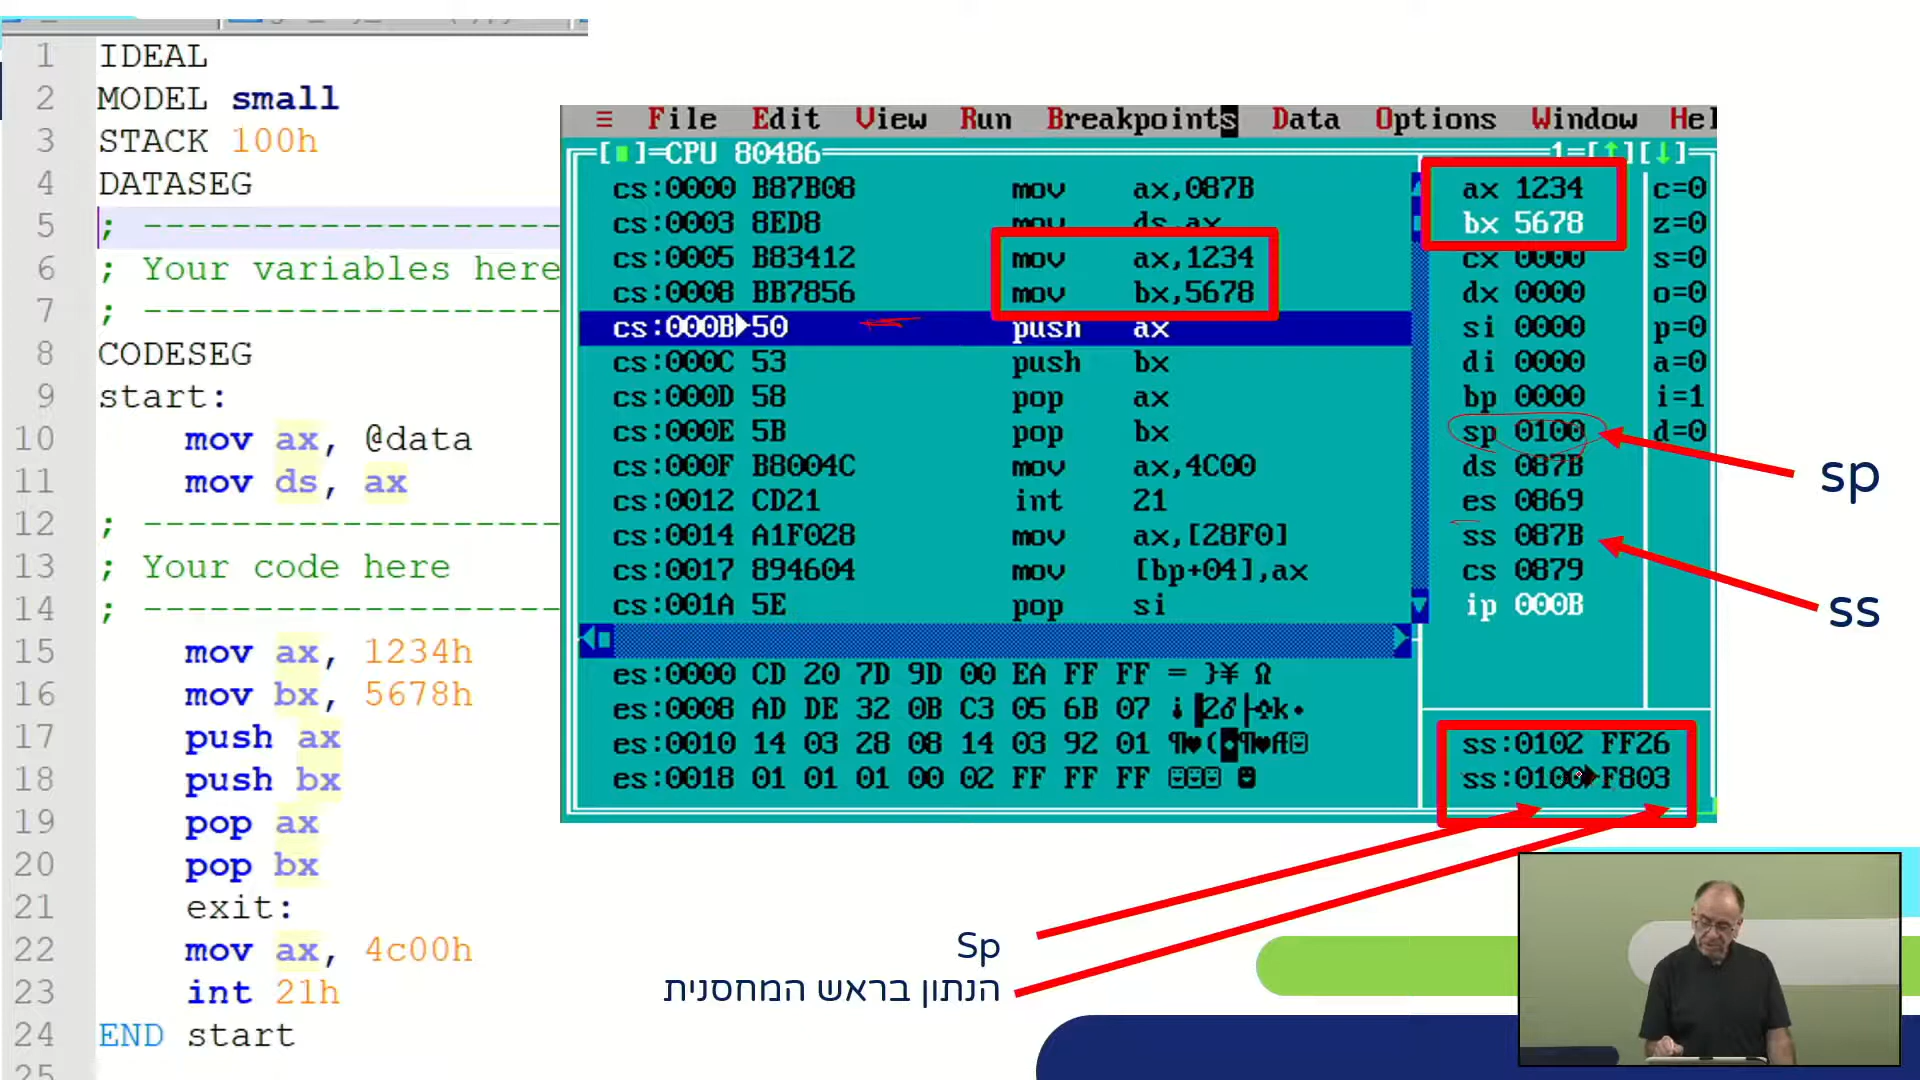 1 IDEAL
2 MODEL small
3 STACK 100h
4 DATASEG
5 ; -------------------
6 ; Your variables here
7 ; -------------------
8 CODESEG
9 start:
10 mov ax, @data
11 mov ds, ax
12 ; -------------------
13 ; Your code here
14 ; -------------------
15 mov ax, 1234h
16 mov bx, 5678h
17 push ax
18 push bx
19 pop ax
20 pop bx
21 exit:
22 mov ax, 4c00h
23 int 21h
24 END start
25
≡ File Edit View Run Breakpoints Data Options Window Hel
[■]=CPU 80486 1=[↑][↓]
cs:0000 B87B08 mov ax,087B
cs:0003 8ED8 mov ds,ax
cs:0005 B83412 mov ax,1234
cs:0008 BB7856 mov bx,5678
cs:000B►50 push ax
cs:000C 53 push bx
cs:000D 58 pop ax
cs:000E 5B pop bx
cs:000F B8004C mov ax,4C00
cs:0012 CD21 int 21
cs:0014 A1F028 mov ax,[28F0]
cs:0017 894604 mov [bp+04],ax
cs:001A 5E pop si
ax 1234 c=0
bx 5678 z=0
cx 0000 s=0
dx 0000 o=0
si 0000 p=0
di 0000 a=0
bp 0000 i=1
sp 0100 d=0
ds 087B
es 0869
ss 087B
cs 0879
ip 000B
es:0000 CD 20 7D 9D 00 EA FF FF = }¥ Ω
es:0008 AD DE 32 0B C3 05 6B 07
es:0010 14 03 28 08 14 03 92 01
es:0018 01 01 01 00 02 FF FF FF
ss:0102 FF26
ss:0100►F803
sp
ss
Sp
הנתון בראש המחסנית